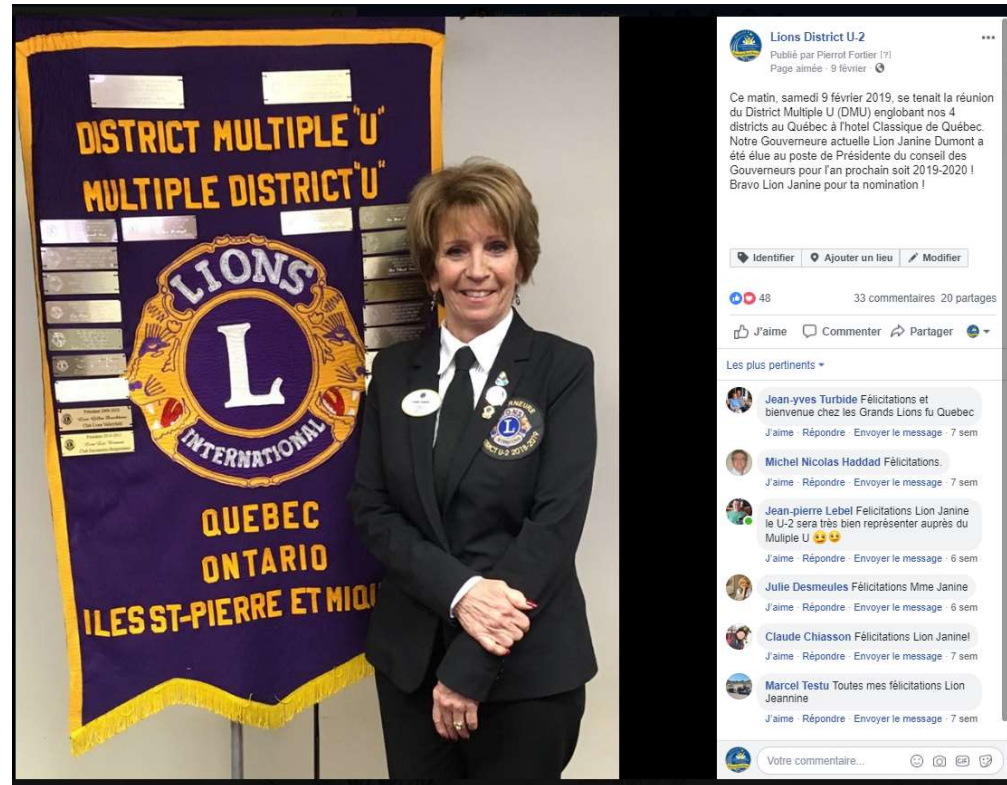 DISTRICT MULTIPLE "U"
MULTIPLE DISTRICT "U"
LIONS
L
INTERNATIONAL
QUEBEC
ONTARIO
ILES ST-PIERRE ET MIQU
LIONS
L
Lions District U-2
Publié par Pierrot Fortier [?]
Page aimée · 9 février ·
Ce matin, samedi 9 février 2019, se tenait la réunion
du District Multiple U (DMU) englobant nos 4
districts au Québec à l'hotel Classique de Québec.
Notre Gouverneure actuelle Lion Janine Dumont a
été élue au poste de Présidente du conseil des
Gouverneurs pour l'an prochain soit 2019-2020 !
Bravo Lion Janine pour ta nomination !
Identifier Ajouter un lieu Modifier
48 33 commentaires 20 partages
J'aime Commenter Partager
Les plus pertinents
Jean-yves Turbide Félicitations et
bienvenue chez les Grands Lions fu Quebec
J'aime · Répondre · Envoyer le message · 7 sem
Michel Nicolas Haddad Félicitations.
J'aime · Répondre · Envoyer le message · 7 sem
Jean-pierre Lebel Felicitations Lion Janine
le U-2 sera très bien représenter auprès du
Muliple U
J'aime · Répondre · Envoyer le message · 6 sem
Julie Desmeules Félicitations Mme Janine
J'aime · Répondre · Envoyer le message · 6 sem
Claude Chiasson Félicitations Lion Janine!
J'aime · Répondre · Envoyer le message · 7 sem
Marcel Testu Toutes mes félicitations Lion
Jeannine
J'aime · Répondre · Envoyer le message · 7 sem
Votre commentaire...
GIF